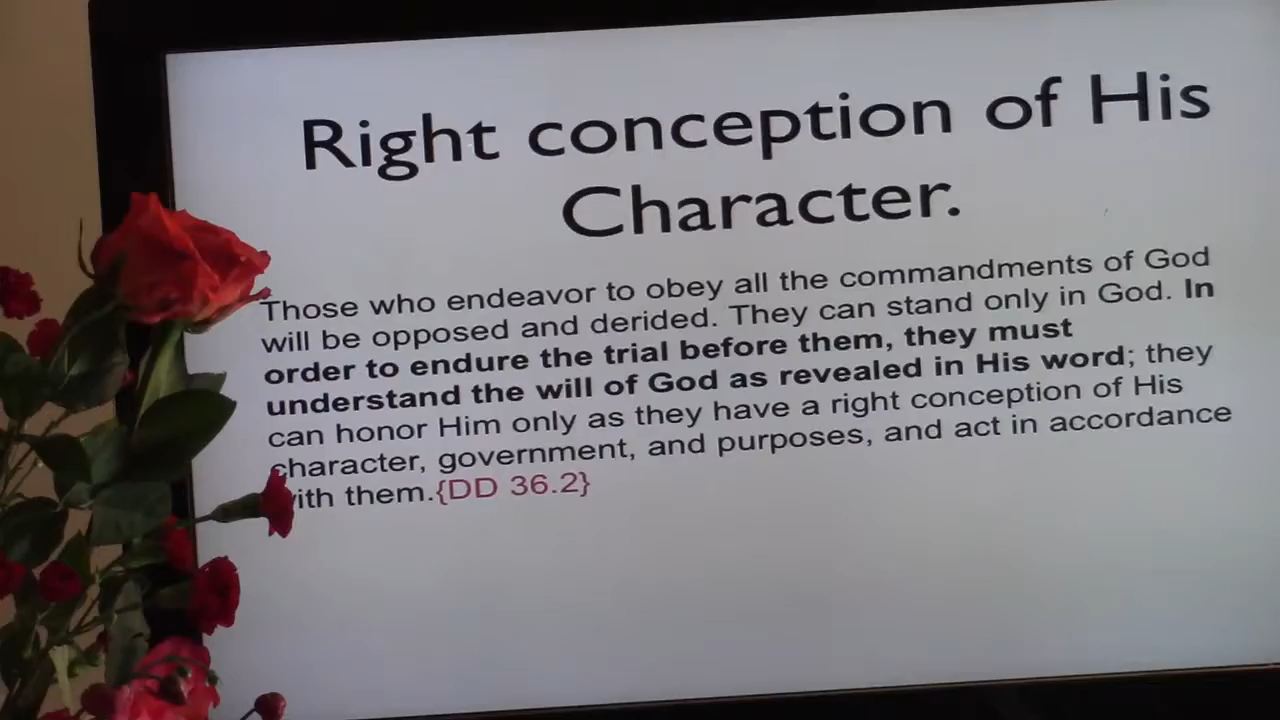 Right conception of His
Character.
Those who endeavor to obey all the commandments of God
will be opposed and derided. They can stand only in God. In
order to endure the trial before them, they must
understand the will of God as revealed in His word; they
can honor Him only as they have a right conception of His
character, government, and purposes, and act in accordance
with them.{DD 36.2}